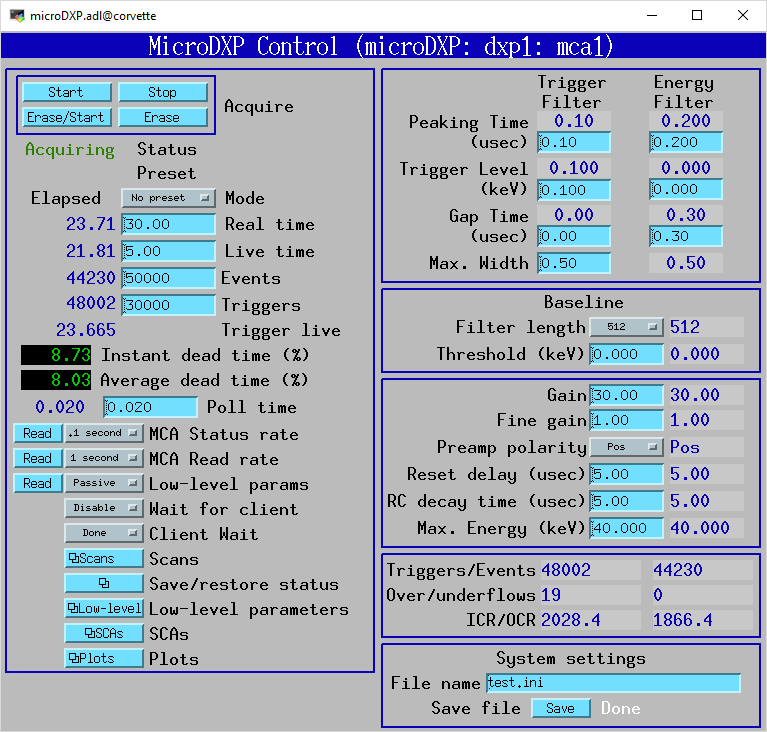 microDXP.adl@corvette
MicroDXP Control (microDXP: dxp1: mca1)
Start Stop
Erase/Start Erase
Acquire
Acquiring Status
Preset
Elapsed No preset Mode
23.71 30.00 Real time
21.81 5.00 Live time
44230 50000 Events
48002 30000 Triggers
23.665 Trigger live
8.73 Instant dead time (%)
8.03 Average dead time (%)
0.020 0.020 Poll time
Read .1 second MCA Status rate
Read 1 second MCA Read rate
Read Passive Low-level params
Disable Wait for client
Done Client Wait
Scans Scans
Save/restore status
Low-level Low-level parameters
SCAs SCAs
Plots Plots
Trigger Energy
Filter Filter
Peaking Time 0.10 0.200
(usec) 0.10 0.200
Trigger Level 0.100 0.000
(keV) 0.100 0.000
Gap Time 0.00 0.30
(usec) 0.00 0.30
Max. Width 0.50 0.50
Baseline
Filter length 512 512
Threshold (keV) 0.000 0.000
Gain 30.00 30.00
Fine gain 1.00 1.00
Preamp polarity Pos Pos
Reset delay (usec) 5.00 5.00
RC decay time (usec) 5.00 5.00
Max. Energy (keV) 40.000 40.000
Triggers/Events 48002 44230
Over/underflows 19 0
ICR/OCR 2028.4 1866.4
System settings
File name test.ini
Save file Save Done